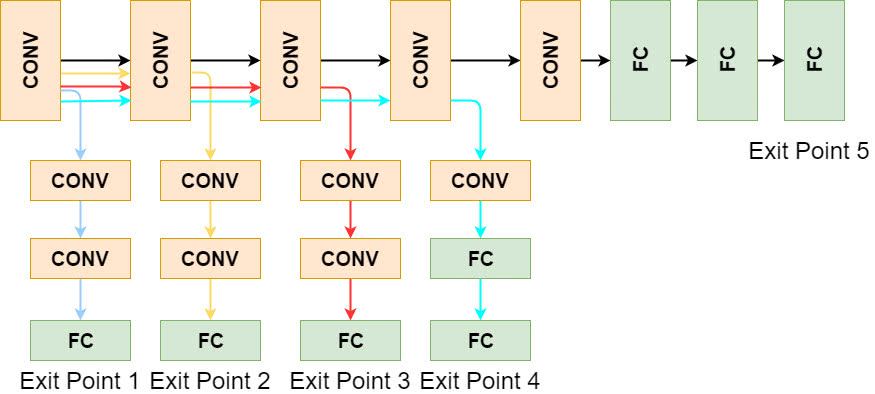 CONV
CONV
CONV
CONV
CONV
FC
FC
FC
Exit Point 5
CONV
CONV
CONV
CONV
CONV
CONV
CONV
FC
FC
FC
FC
FC
Exit Point 1
Exit Point 2
Exit Point 3
Exit Point 4